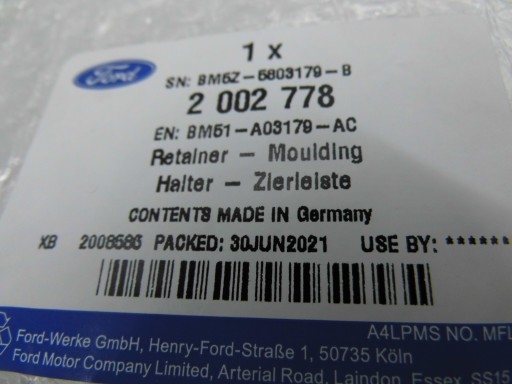 1 x
Ford
SN: BM5Z-5803179-B
2 002 778
EN: BM51-A03179-AC
Retainer - Moulding
Halter - Zierleiste
CONTENTS MADE IN Germany
XB 2008586 PACKED: 30JUN2021 USE BY: ******
A4LPMS NO. MFL
Ford-Werke GmbH, Henry-Ford-Straße 1, 50735 Köln
Ford Motor Company Limited, Arterial Road, Laindon, Essex, SS15